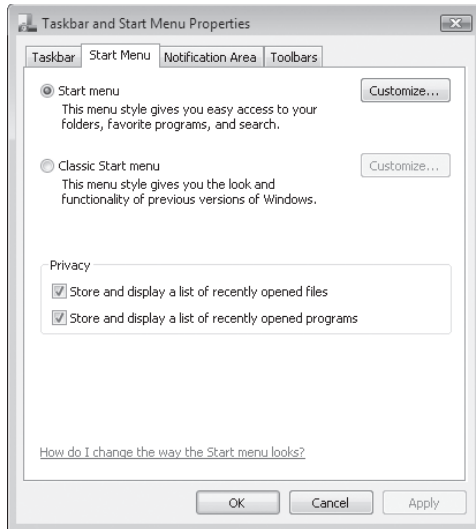 Taskbar and Start Menu Properties
Taskbar Start Menu Notification Area Toolbars
Start menu Customize...
This menu style gives you easy access to your
folders, favorite programs, and search.
Classic Start menu Customize...
This menu style gives you the look and
functionality of previous versions of Windows.
Privacy
Store and display a list of recently opened files
Store and display a list of recently opened programs
How do I change the way the Start menu looks?
OK Cancel Apply